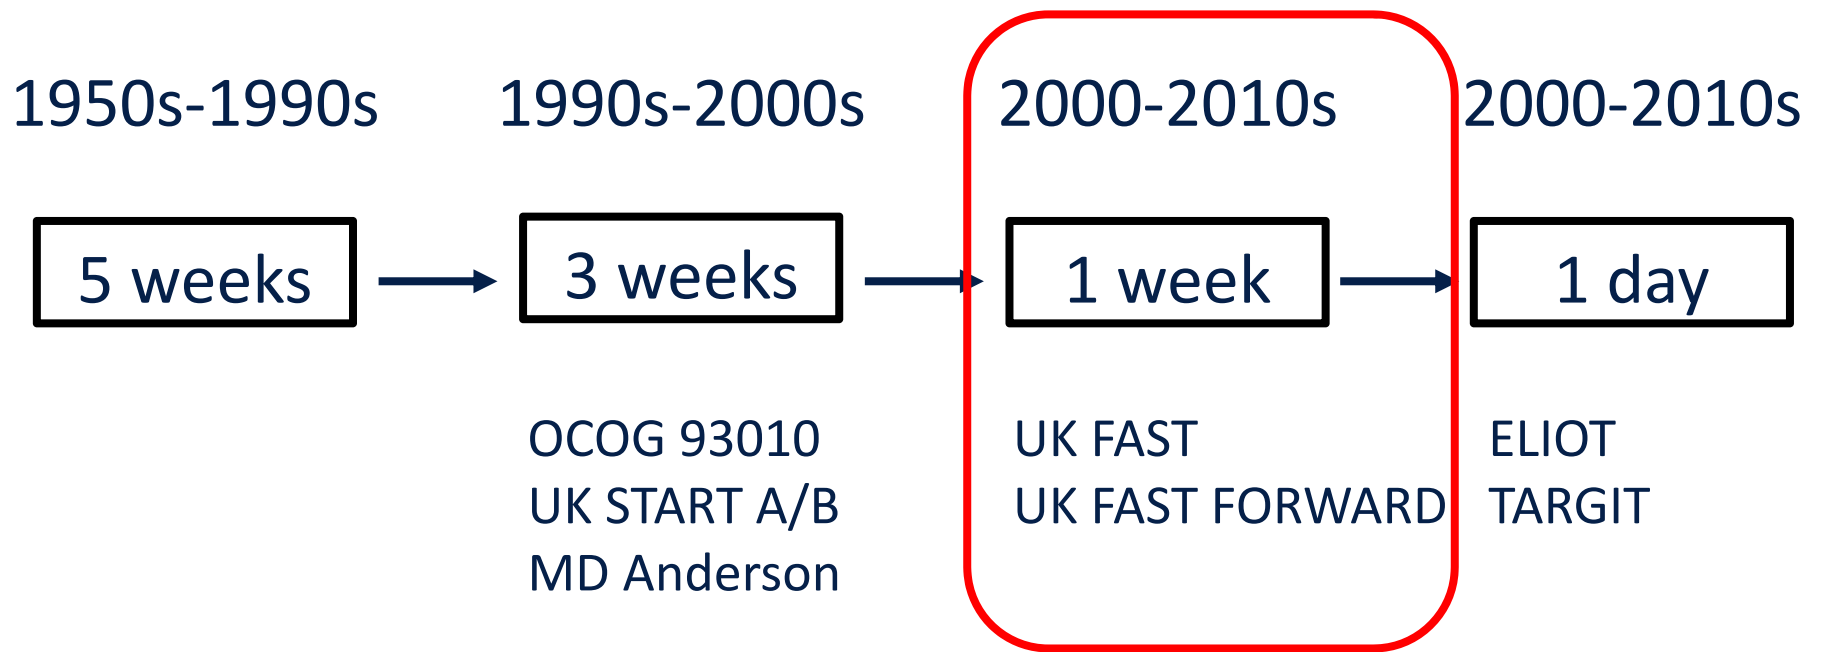 1950s-1990s
1990s-2000s
2000-2010s
2000-2010s
5 weeks
3 weeks
1 week
1 day
OCOG 93010
UK START A/B
MD Anderson
UK FAST
UK FAST FORWARD
ELIOT
TARGIT